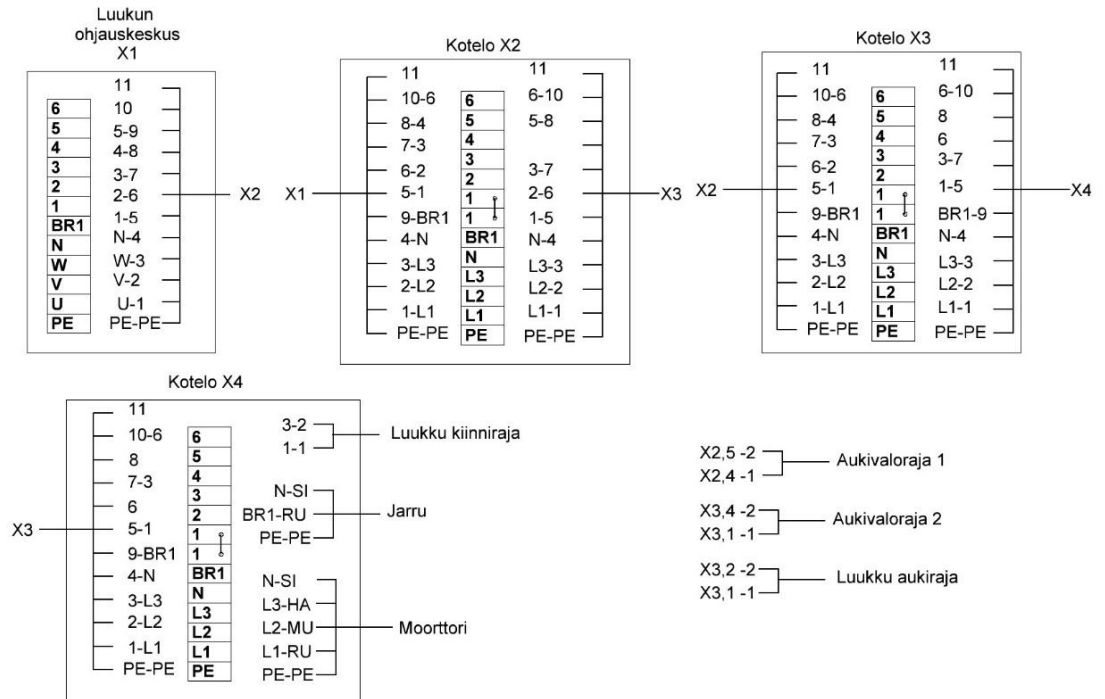 Luukun
ohjauskeskus
X1
11
10
5-9
4-8
3-7
2-6
1-5
N-4
W-3
V-2
U-1
PE-PE
6
5
4
3
2
1
BR1
N
W
V
U
PE
X2
Kotelo X2
X1
11
10-6
8-4
7-3
6-2
5-1
9-BR1
4-N
3-L3
2-L2
1-L1
PE-PE
6
5
4
3
2
1
1
BR1
N
L3
L2
L1
PE
11
6-10
5-8
3-7
2-6
1-5
N-4
L3-3
L2-2
L1-1
PE-PE
X3
Kotelo X3
X2
11
10-6
8-4
7-3
6-2
5-1
9-BR1
4-N
3-L3
2-L2
1-L1
PE-PE
6
5
4
3
2
1
1
BR1
N
L3
L2
L1
PE
11
6-10
8
6
3-7
1-5
BR1-9
N-4
L3-3
L2-2
L1-1
PE-PE
X4
Kotelo X4
X3
11
10-6
8
7-3
6
5-1
9-BR1
4-N
3-L3
2-L2
1-L1
PE-PE
6
5
4
3
2
1
1
BR1
N
L3
L2
L1
PE
3-2
1-1
Luukku kiinniraja
N-SI
BR1-RU
PE-PE
Jarru
N-SI
L3-HA
L2-MU
L1-RU
PE-PE
Moorttori
X2,5 -2
X2,4 -1
Aukivaloraja 1
X3,4 -2
X3,1 -1
Aukivaloraja 2
X3,2 -2
X3,1 -1
Luukku aukiraja